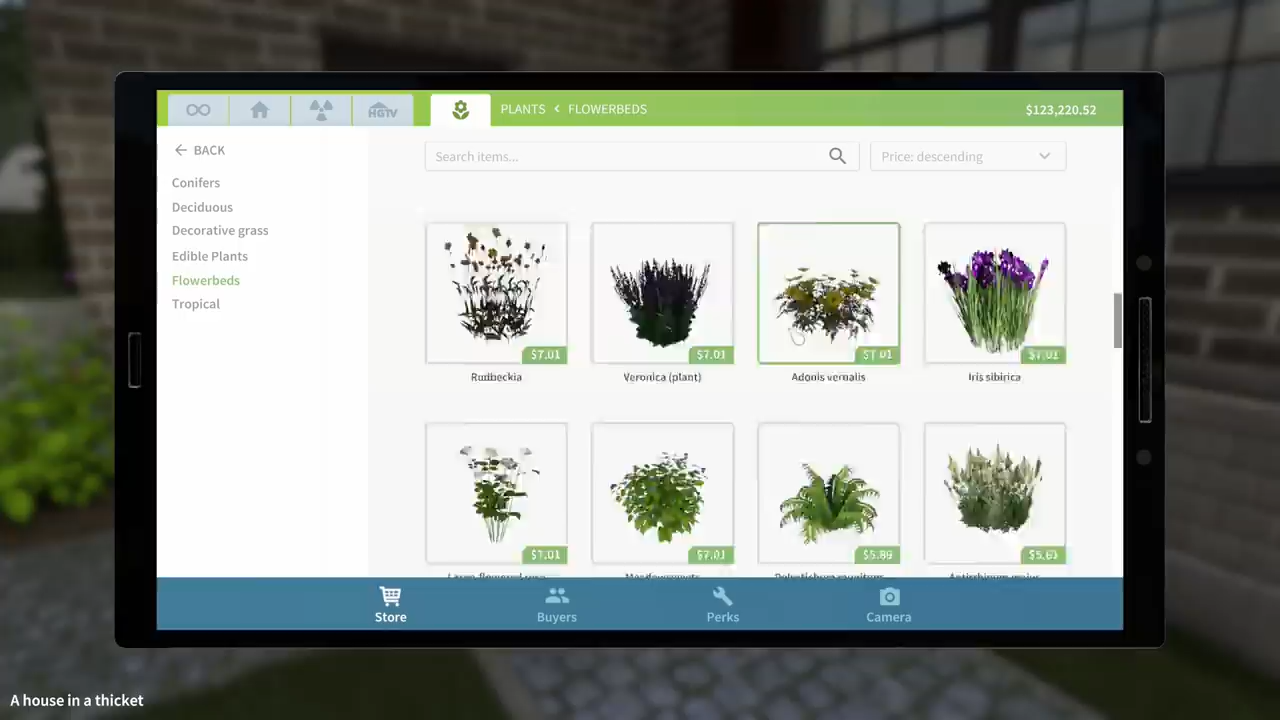 HGTV
PLANTS < FLOWERBEDS
$123,220.52
BACK
Search items...
Price: descending
Conifers
Deciduous
Decorative grass
Edible Plants
Flowerbeds
Tropical
$7.01
$7.01
$7.01
$7.01
Rudbeckia
Veronica (plant)
Adonis vernalis
Iris sibirica
$7.01
$7.01
$5.89
$5.61
Store
Buyers
Perks
Camera
A house in a thicket